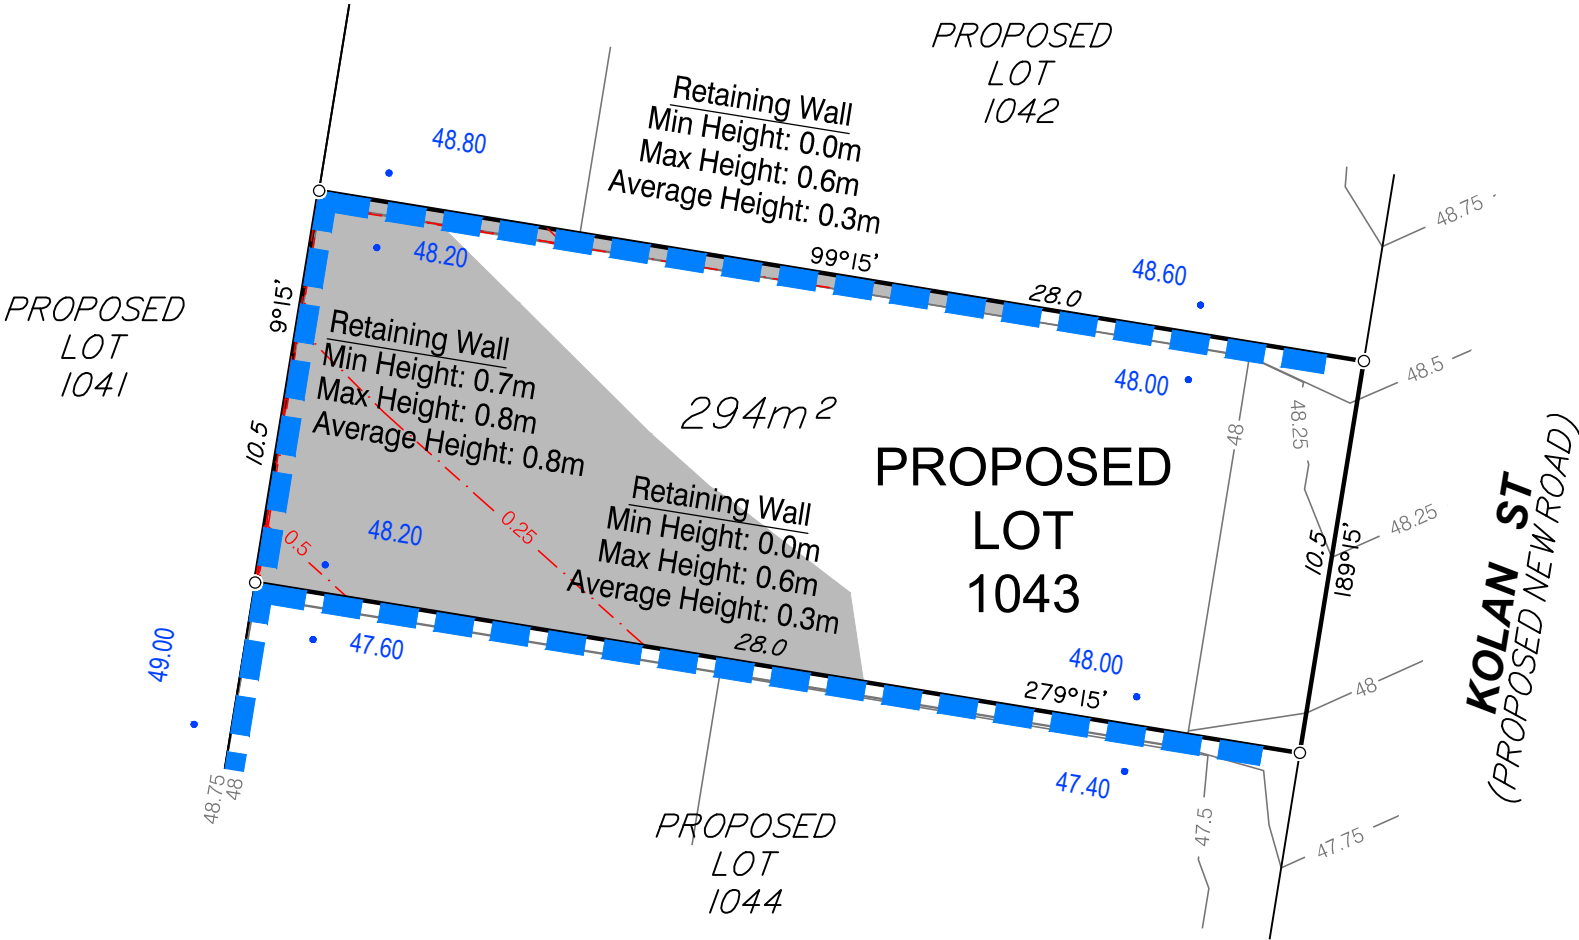 PROPOSED
LOT
1042
Retaining Wall
Min Height: 0.0m
Max Height: 0.6m
Average Height: 0.3m
48.80
48.20
99°15'
28.0
48.60
48.00
48.75
48.5
48.25
48
48.25
9°15'
10.5
PROPOSED
LOT
1041
Retaining Wall
Min Height: 0.7m
Max Height: 0.8m
Average Height: 0.8m
294m²
PROPOSED
LOT
1043
Retaining Wall
Min Height: 0.0m
Max Height: 0.6m
Average Height: 0.3m
0.25
0.5
48.20
10.5
189°15'
KOLAN ST
(PROPOSED NEW ROAD)
49.00
47.60
28.0
279°15'
48.00
48
47.40
47.5
47.75
48.75
48
PROPOSED
LOT
1044